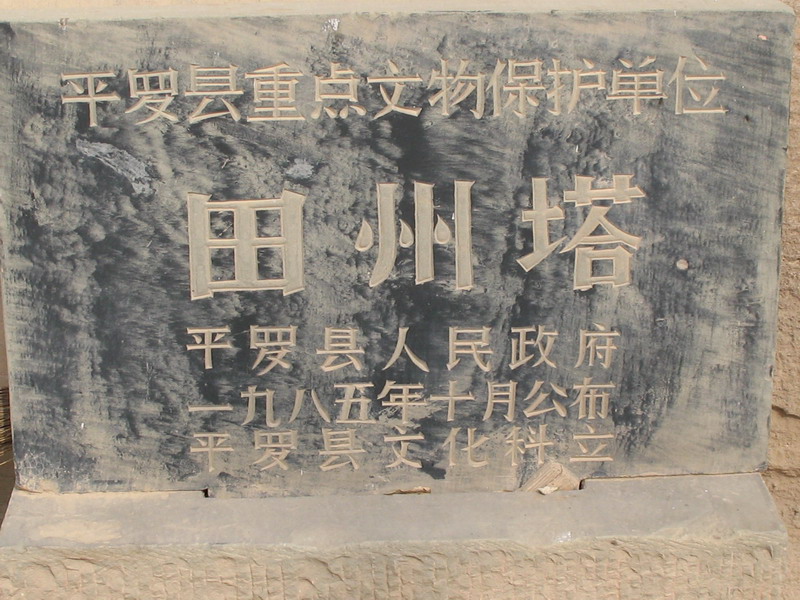 平罗县重点文物保护单位
田州塔
平罗县人民政府
一九八五年十月公布
平罗县文化科立